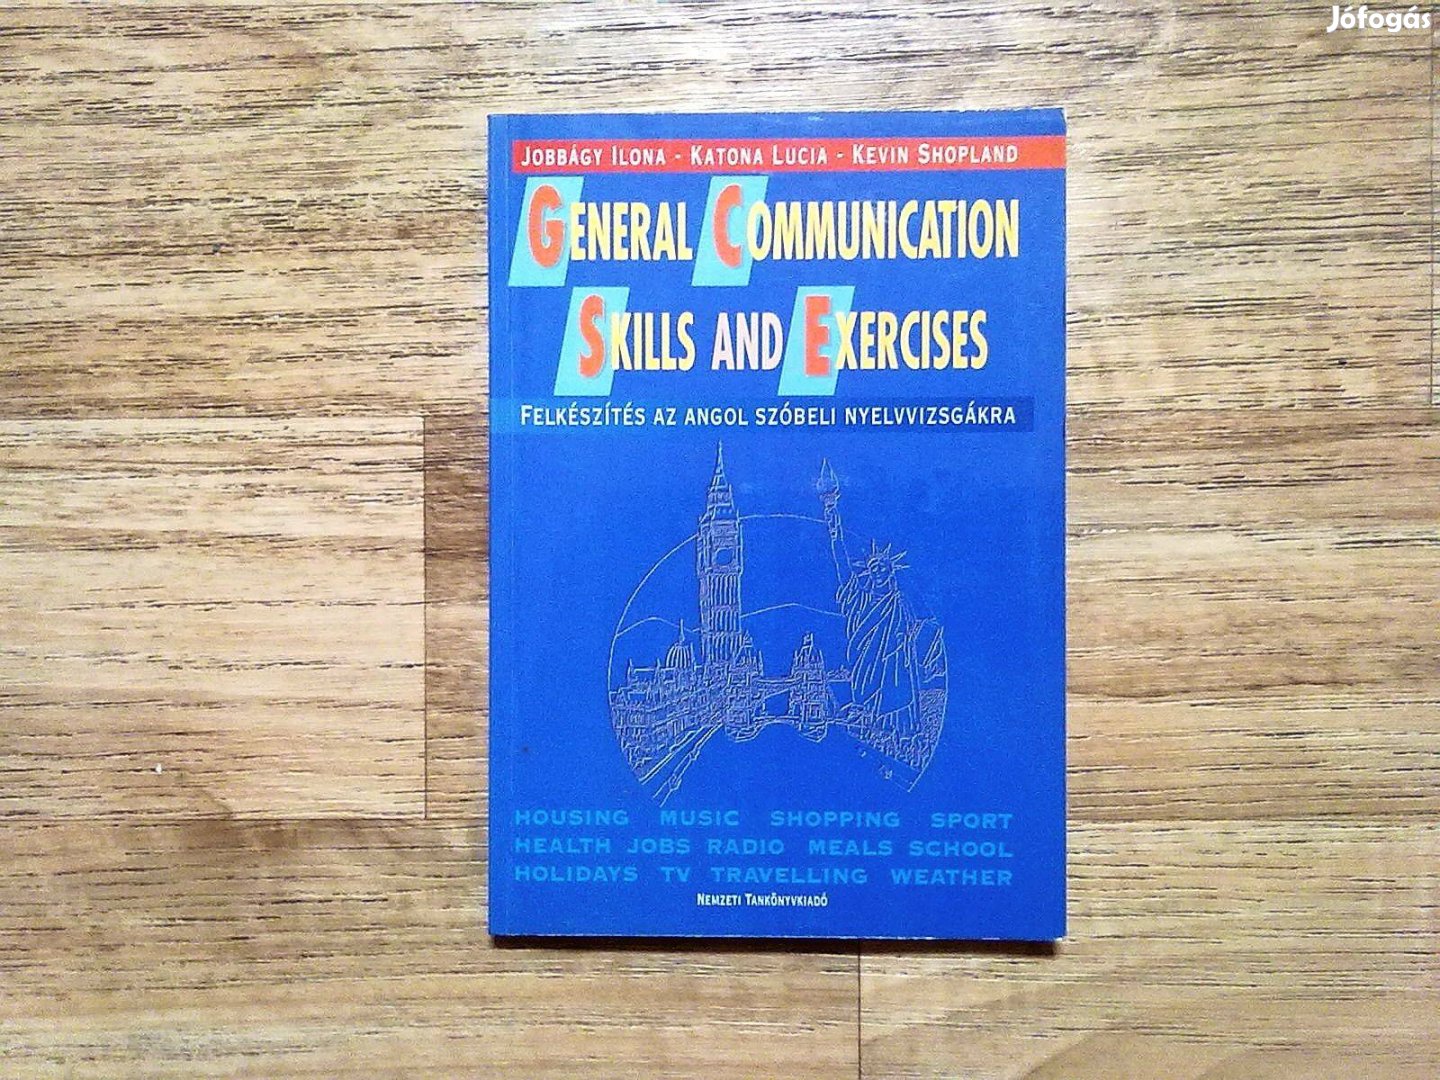 Jófogás
JOBBÁGY ILONA - KATONA LUCIA - KEVIN SHOPLAND
GENERAL COMMUNICATION
SKILLS AND EXERCISES
FELKÉSZÍTÉS AZ ANGOL SZÓBELI NYELVVIZSGÁKRA
HOUSING MUSIC SHOPPING SPORT
HEALTH JOBS RADIO MEALS SCHOOL
HOLIDAYS TV TRAVELLING WEATHER
NEMZETI TANKÖNYVKIADÓ